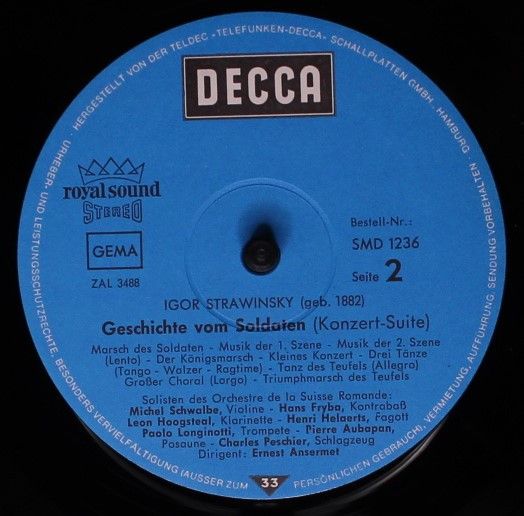 HERGESTELLT VON DER TELDEC »TELEFUNKEN-DECCA« SCHALLPLATTEN GMBH · HAMBURG ·
URHEBER- UND LEISTUNGSSCHUTZRECHTE, BESONDERS VERVIELFÄLTIGUNG (AUSSER ZUM PERSÖNLICHEN GEBRAUCH), VERMIETUNG, AUFFÜHRUNG, SENDUNG VORBEHALTEN
DECCA
royal sound
STEREO
GEMA
ZAL 3488
Bestell-Nr.:
SMD 1236
Seite 2
IGOR STRAWINSKY (geb. 1882)
Geschichte vom Soldaten (Konzert-Suite)
Marsch des Soldaten - Musik der 1. Szene - Musik der 2. Szene
(Lento) - Der Königsmarsch - Kleines Konzert - Drei Tänze
(Tango - Walzer - Ragtime) - Tanz des Teufels (Allegro)
Großer Choral (Largo) - Triumphmarsch des Teufels
Solisten des Orchestre de la Suisse Romande:
Michel Schwalbe, Violine - Hans Fryba, Kontrabaß
Leon Hoogsteal, Klarinette - Henri Helaerts, Fagott
Paolo Longinotti, Trompete - Pierre Aubapan,
Posaune - Charles Peschier, Schlagzeug
Dirigent: Ernest Ansermet
33